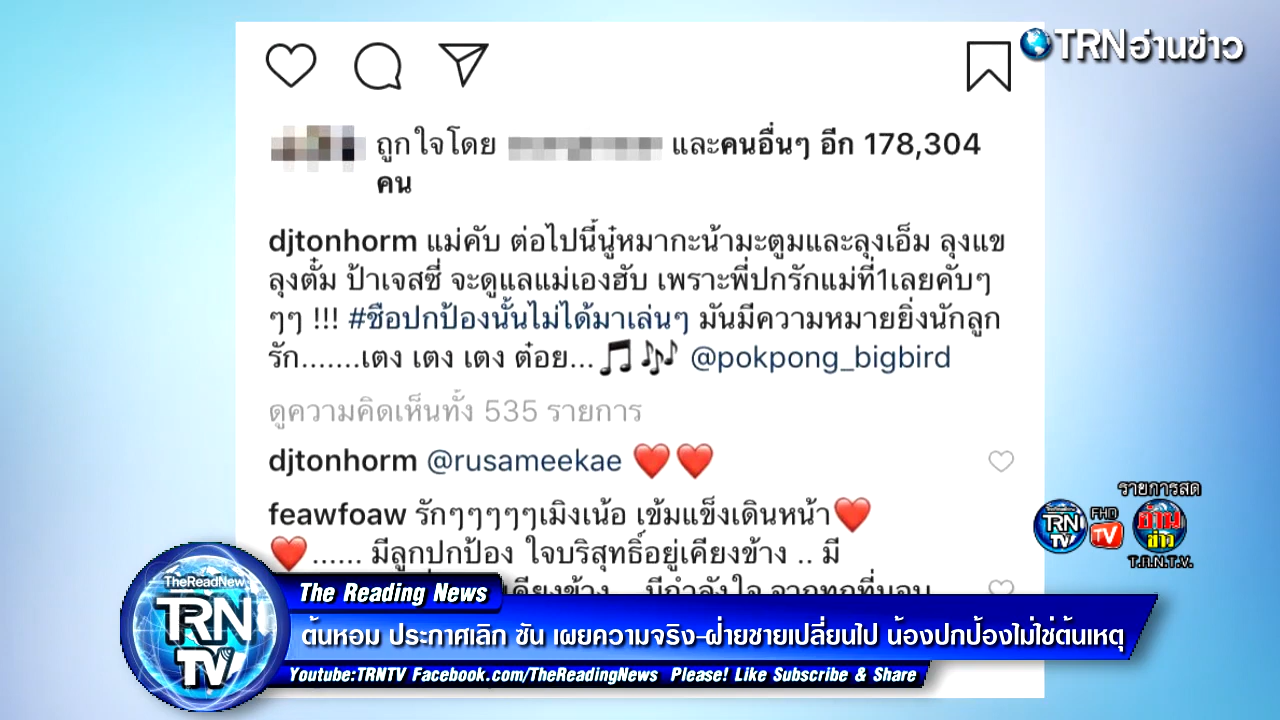 TRNอ่านข่าว
ถูกใจโดย และคนอื่นๆ อีก 178,304
คน
djtonhorm แม่คับ ต่อไปนี้นู๋หมากะน้ามะตูมและลุงเอ็ม ลุงแข
ลุงตั๋ม ป้าเจสซี่ จะดูแลแม่เองฮับ เพราะพี่ปกรักแม่ที่1เลยคับๆ
ๆๆ !!! #ชือปกป้องนั้นไม่ได้มาเล่นๆ มันมีความหมายยิ่งนักลูก
รัก.......เตง เตง เตง ต๋อย...🎵🎶 @pokpong_bigbird
ดูความคิดเห็นทั้ง 535 รายการ
djtonhorm @rusameekae ❤️❤️
feawfoaw รักๆๆๆๆๆเมิงเน้อ เข้มแข็งเดินหน้า❤️
❤️...... มีลูกปกป้อง ใจบริสุทธิ์อยู่เคียงข้าง .. มี
รายการสด
TRN TV
FHD TV
อ่านข่าว
T.R.N.T.V.
TheReadNew
TRN
TV
The Reading News
ต้นหอม ประกาศเลิก ซัน เผยความจริง-ฝ่ายชายเปลี่ยนไป น้องปกป้องไม่ใช่ต้นเหตุ
Youtube:TRNTV Facebook.com/TheReadingNews Please! Like Subscribe & Share